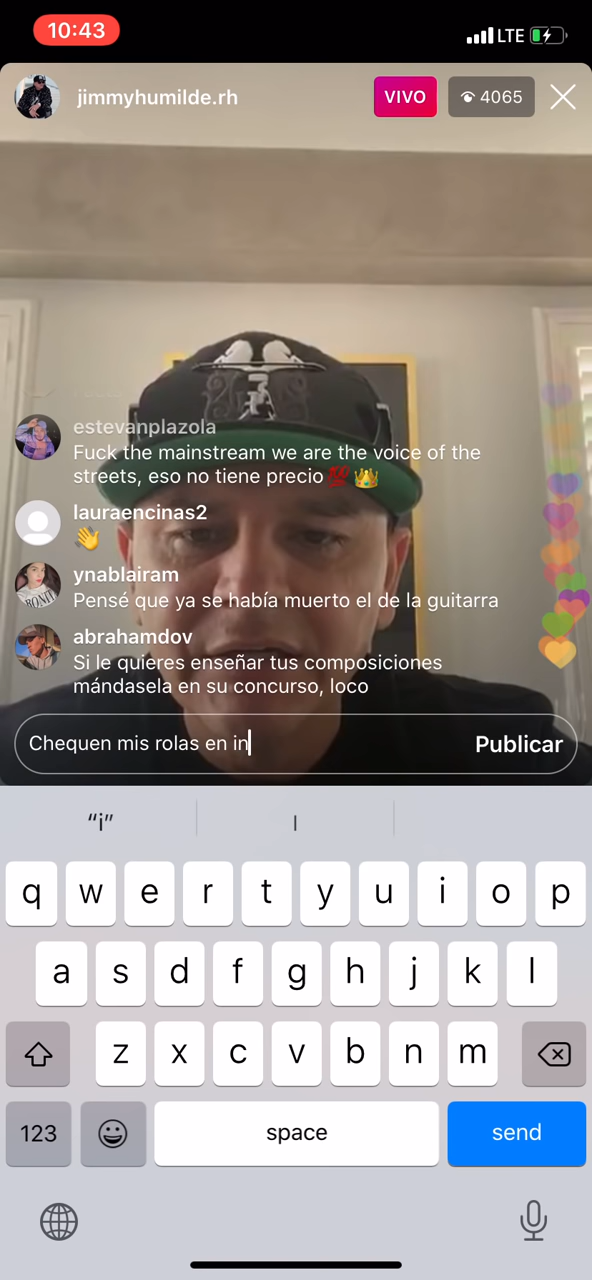 10:43
LTE
jimmyhumilde.rh
VIVO
4065
estevanplazola
Fuck the mainstream we are the voice of the
streets, eso no tiene precio💯👑
lauraencinas2
👋
ynablairam
Pensé que ya se había muerto el de la guitarra
abrahamdov
Si le quieres enseñar tus composiciones
mándasela en su concurso, loco
Chequen mis rolas en in
Publicar
“i”
I
q w e r t y u i o p
a s d f g h j k l
z x c v b n m
123
space
send